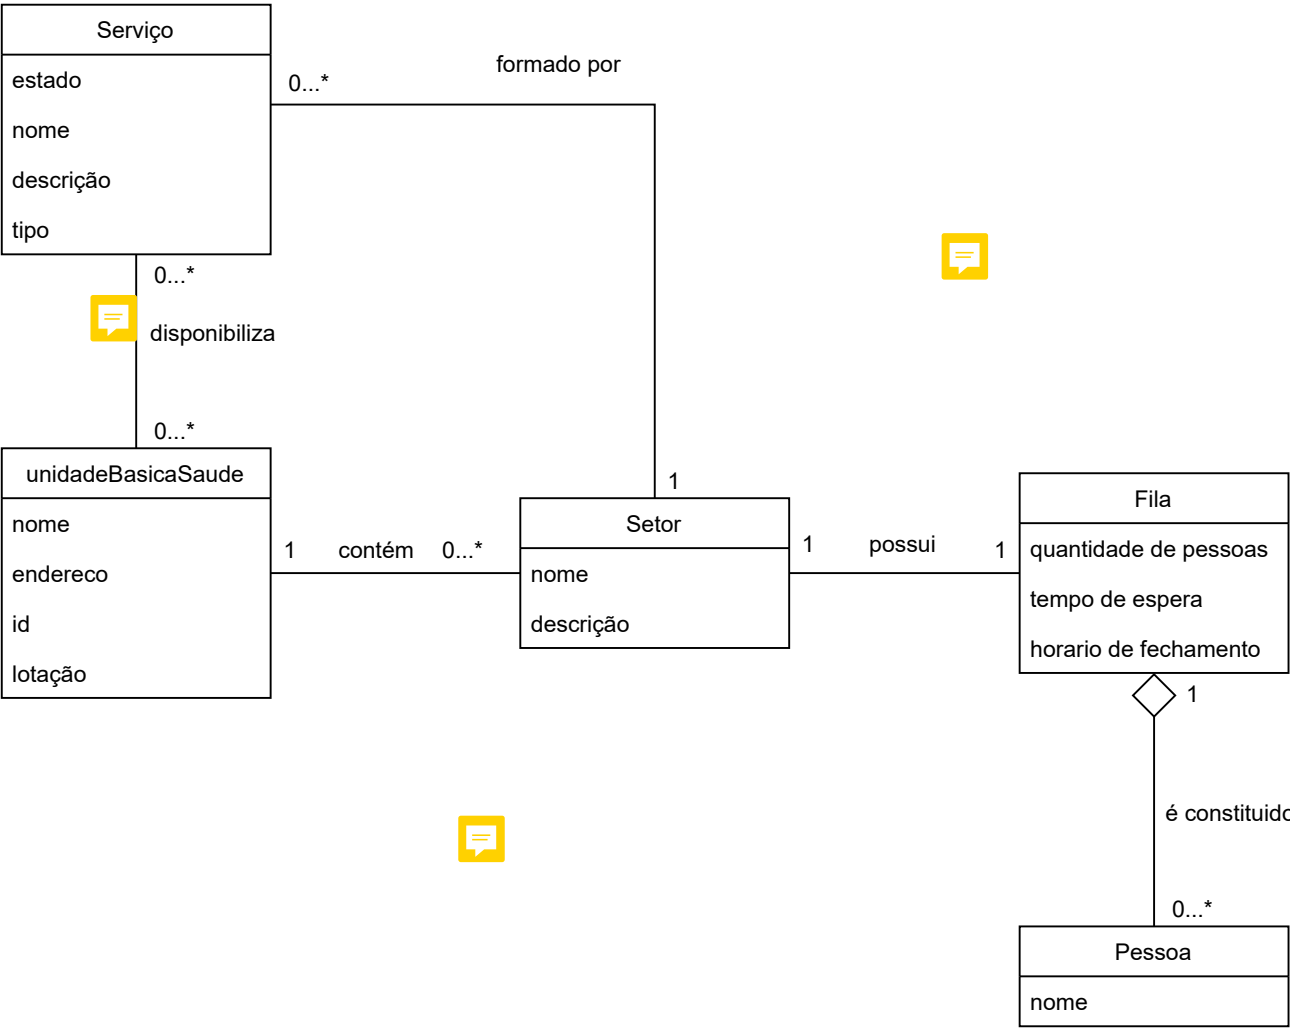 Serviço
estado
nome
descrição
tipo
0...*
formado por
0...*
disponibiliza
0...*
unidadeBasicaSaude
nome
endereco
id
lotação
1
contém
0...*
1
Setor
nome
descrição
1
possui
1
Fila
quantidade de pessoas
tempo de espera
horario de fechamento
1
é constituido
0...*
Pessoa
nome